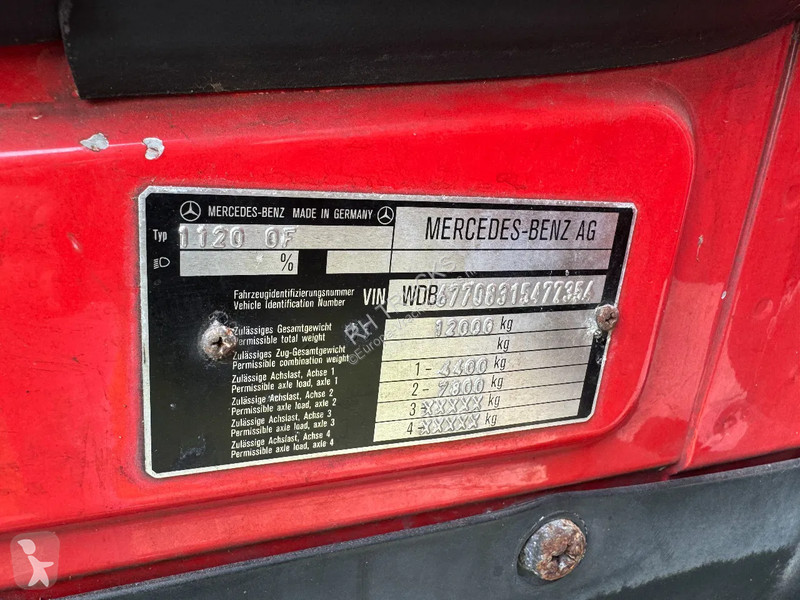 MERCEDES-BENZ MADE IN GERMANY
MERCEDES-BENZ AG
Typ 1120 OF
%
Fahrzeugidentifizierungsnummer
Vehicle Identification Number
VIN WDB67708315477354
Zulässiges Gesamtgewicht
Permissible total weight
12000 kg
Zulässiges Zug-Gesamtgewicht
Permissible combination weight
kg
Zulässige Achslast, Achse 1
Permissible axle load, axle 1
1 - 4400 kg
Zulässige Achslast, Achse 2
Permissible axle load, axle 2
2 - 7800 kg
Zulässige Achslast, Achse 3
Permissible axle load, axle 3
3 - XXXXX kg
Zulässige Achslast, Achse 4
Permissible axle load, axle 4
4 - XXXXX kg
RH TRUCKS